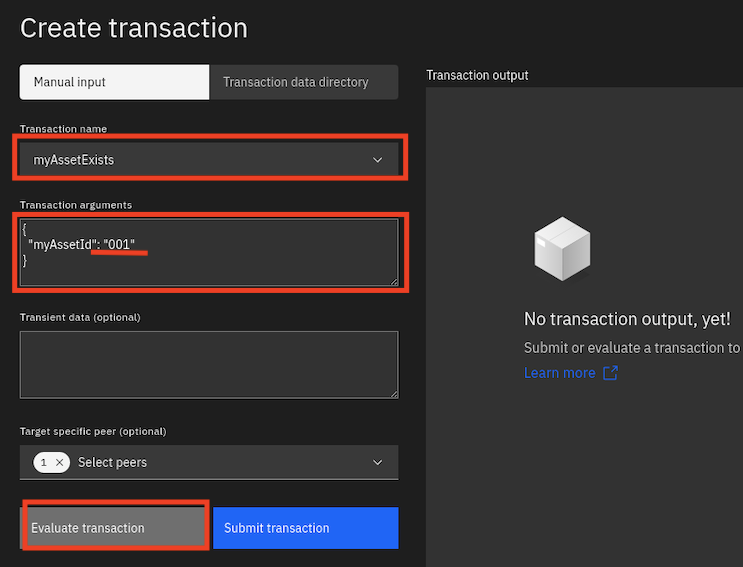 Create transaction
Manual input
Transaction data directory
Transaction name
myAssetExists
Transaction arguments
{
"myAssetId": "001"
}
Transient data (optional)
Target specific peer (optional)
1 × Select peers
Evaluate transaction
Submit transaction
Transaction output
No transaction output, yet!
Submit or evaluate a transaction to
Learn more